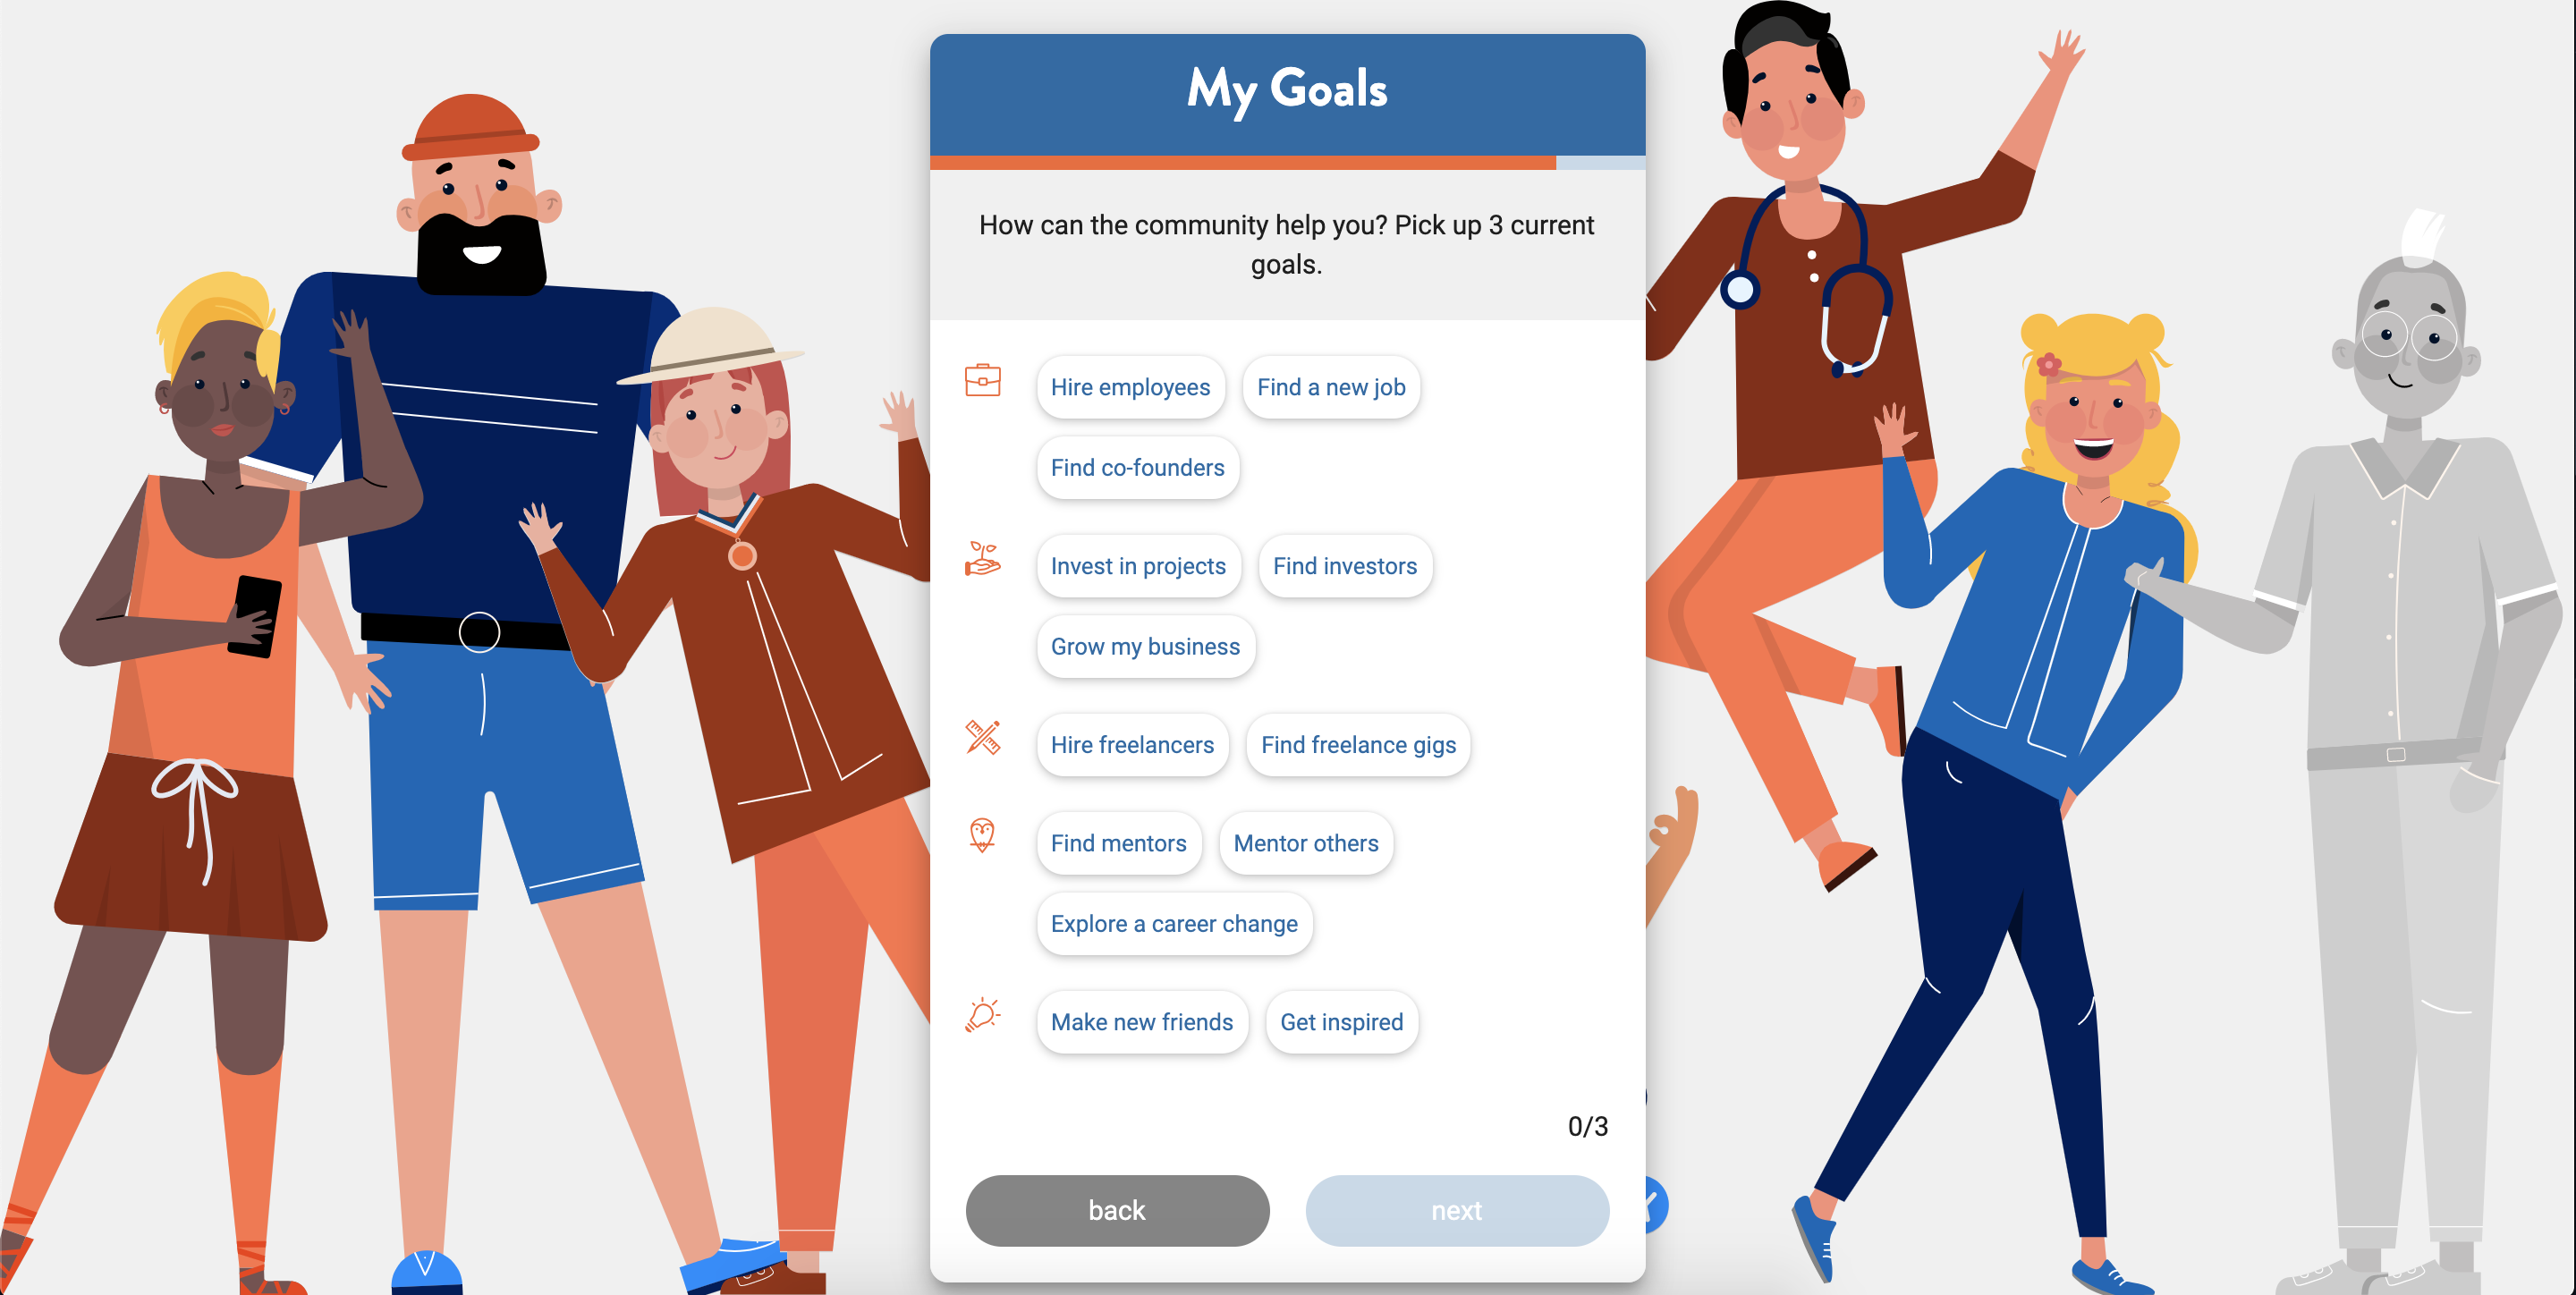 My Goals
How can the community help you? Pick up 3 current
goals.
Hire employees
Find a new job
Find co-founders
Invest in projects
Find investors
Grow my business
Hire freelancers
Find freelance gigs
Find mentors
Mentor others
Explore a career change
Make new friends
Get inspired
0/3
back
next